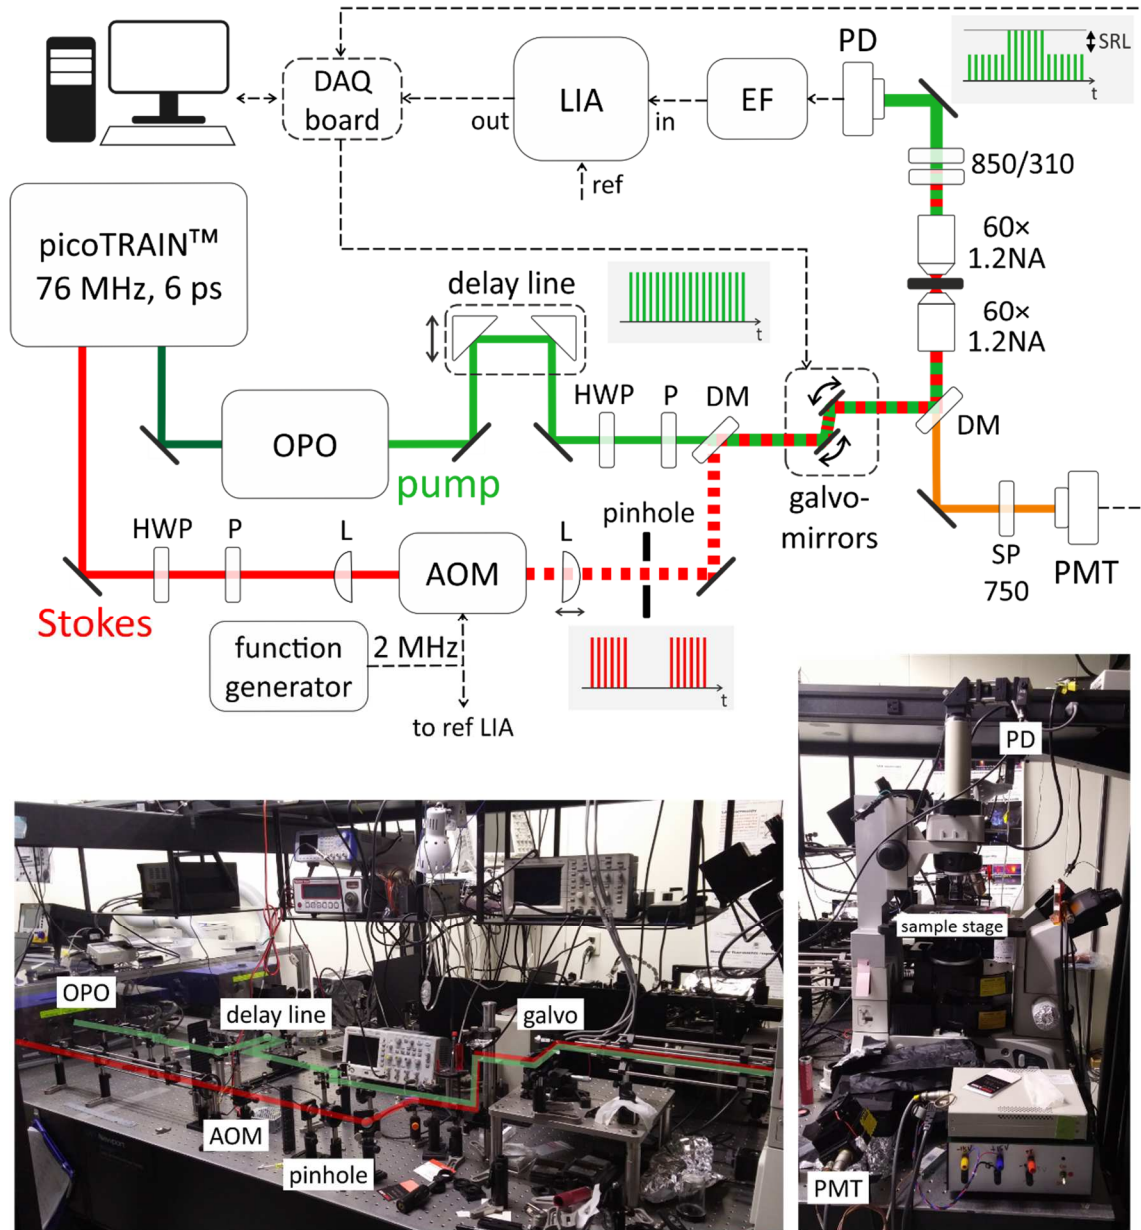 PD
SRL
t
DAQ
board
LIA
EF
out
in
ref
850/310
picoTRAIN™
76 MHz, 6 ps
60×
1.2NA
delay line
t
60×
1.2NA
HWP
P
DM
OPO
pump
DM
galvo-
mirrors
pinhole
HWP
P
L
AOM
L
SP
750
PMT
Stokes
function
generator
2 MHz
t
to ref LIA
PD
sample stage
OPO
delay line
galvo
AOM
pinhole
PMT